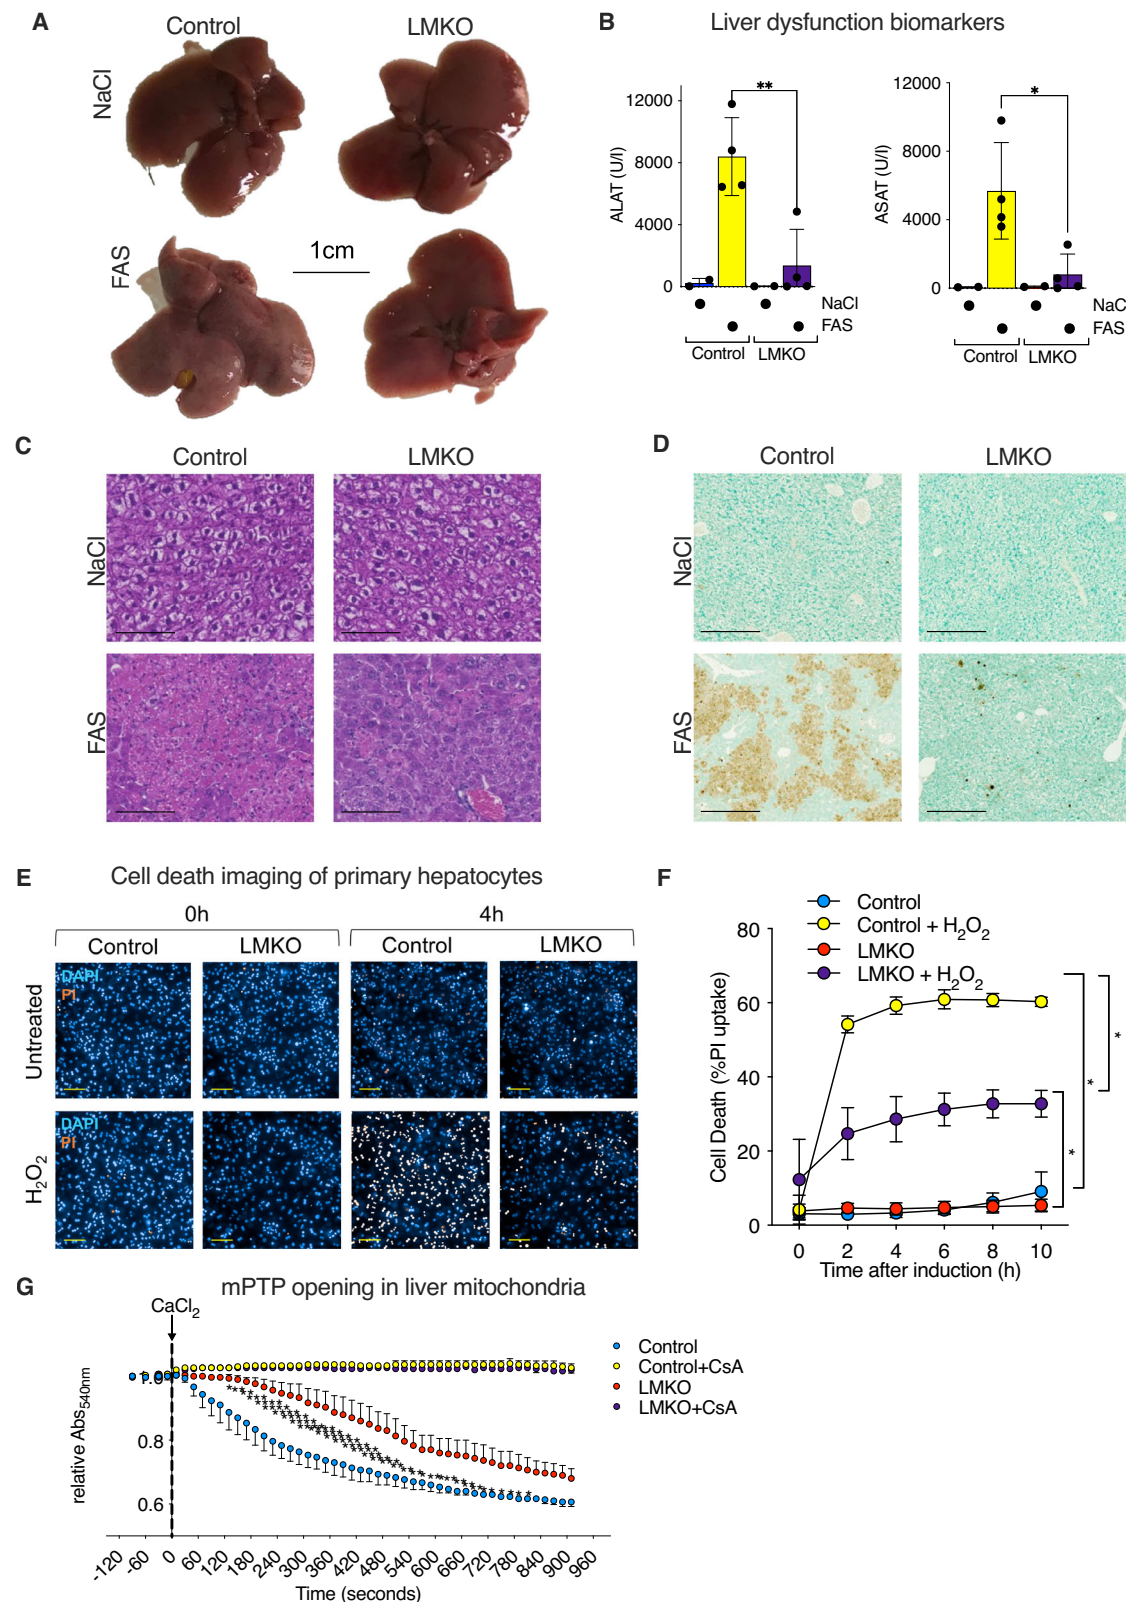 A
Control
LMKO
NaCl
FAS
1cm
B
Liver dysfunction biomarkers
ALAT (U/l)
12000
8000
4000
0
**
NaCl
FAS
Control
LMKO
ASAT (U/l)
12000
8000
4000
0
*
NaC
FAS
Control
LMKO
C
Control
LMKO
NaCl
FAS
D
Control
LMKO
NaCl
FAS
E
Cell death imaging of primary hepatocytes
0h
4h
Control
LMKO
Control
LMKO
Untreated
DAPI
PI
H2O2
DAPI
PI
F
Control
Control + H2O2
LMKO
LMKO + H2O2
Cell Death (%PI uptake)
80
60
40
20
0
0 2 4 6 8 10
Time after induction (h)
*
*
*
G
mPTP opening in liver mitochondria
CaCl2
relative Abs540nm
1.0
0.8
0.6
-120 -60 0 60 120 180 240 300 360 420 480 540 600 660 720 780 840 900 960
Time (seconds)
Control
Control+CsA
LMKO
LMKO+CsA